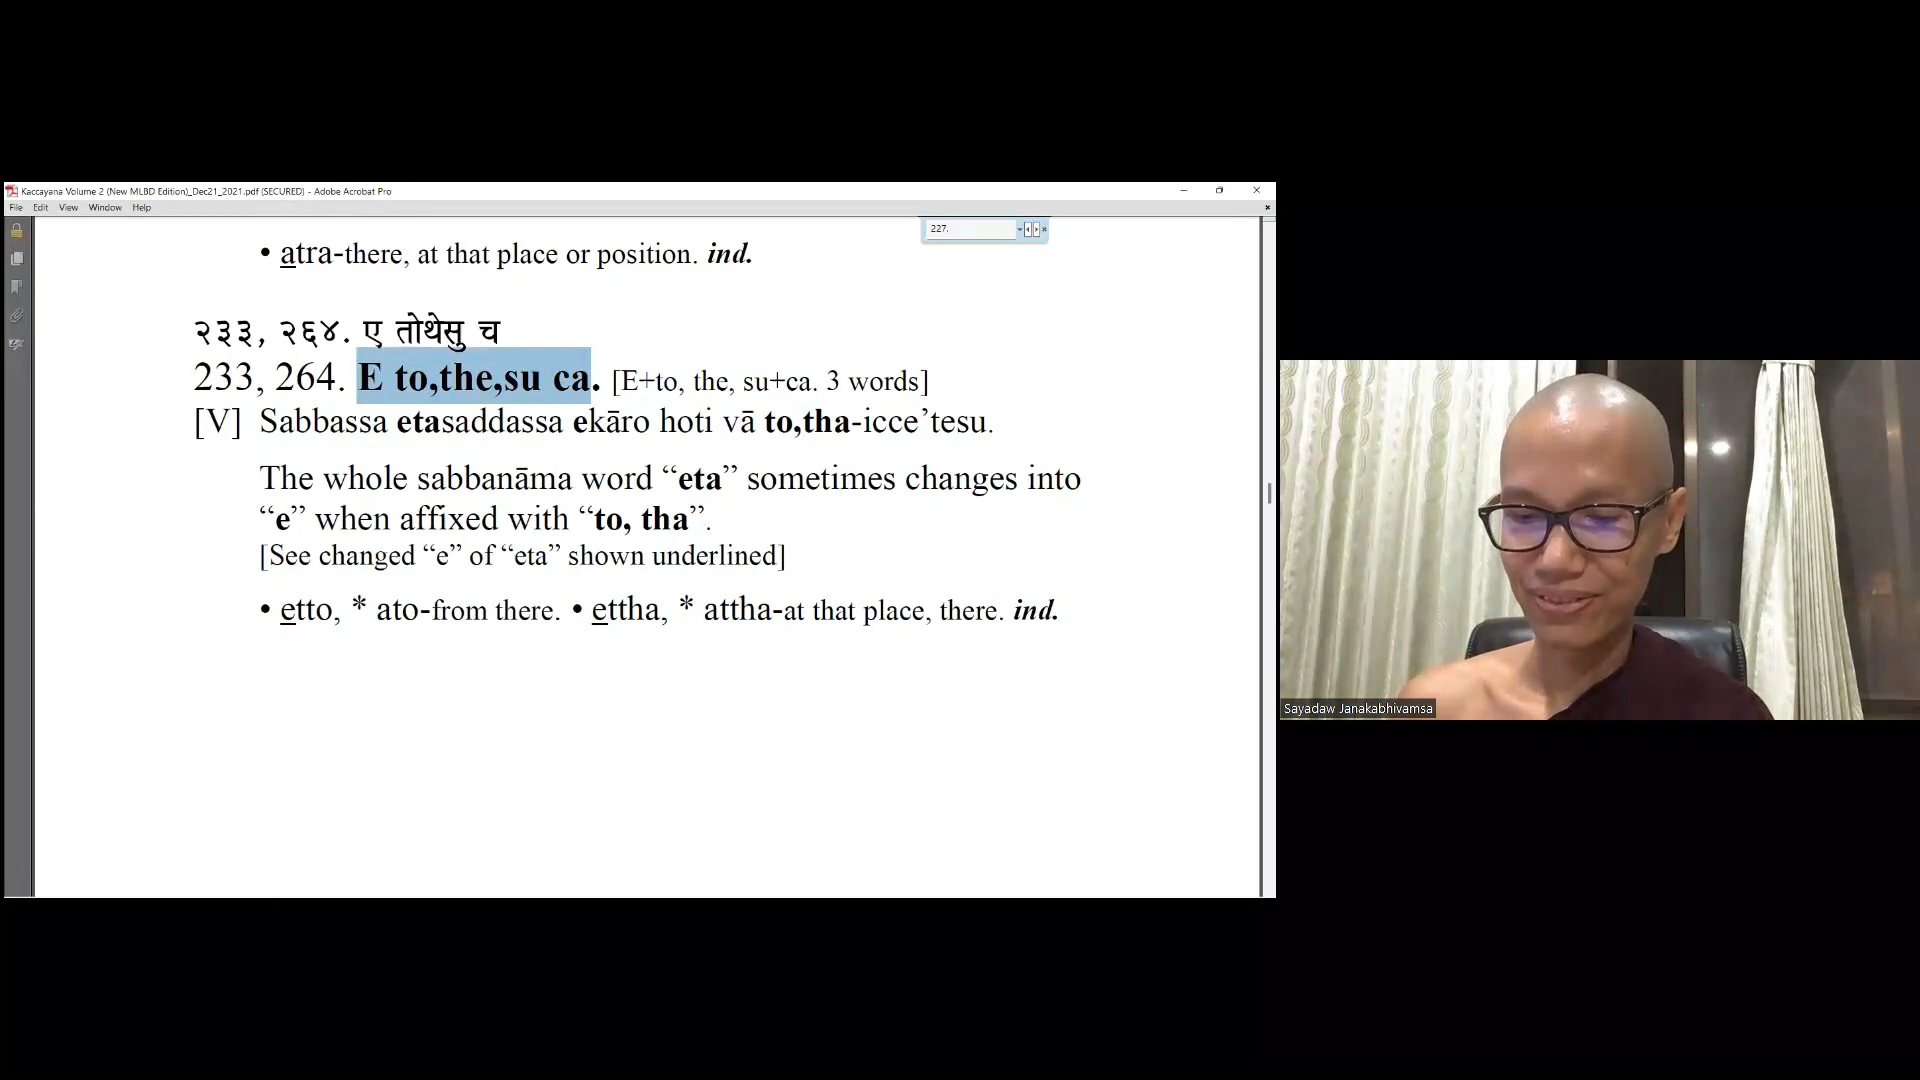 Kaccayana Volume 2 (New MLBD Edition)_Dec21_2021.pdf (SECURED) - Adobe Acrobat Pro
File Edit View Window Help
227.
• atra-there, at that place or position. ind.
२३३, २६४. ए तोथेसु च
233, 264. E to,the,su ca. [E+to, the, su+ca. 3 words]
[V] Sabbassa etasaddassa ekāro hoti vā to,tha-icce’tesu.
The whole sabbanāma word “eta” sometimes changes into
“e” when affixed with “to, tha”.
[See changed “e” of “eta” shown underlined]
• etto, * ato-from there. • ettha, * attha-at that place, there. ind.
Sayadaw Janakabhivamsa